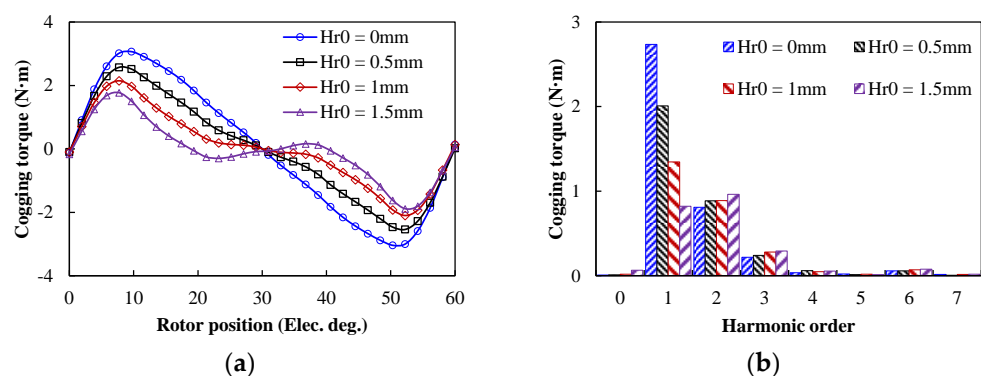 4
2
0
-2
-4
Cogging torque (N·m)
Hr0 = 0mm
Hr0 = 0.5mm
Hr0 = 1mm
Hr0 = 1.5mm
0 10 20 30 40 50 60
Rotor position (Elec. deg.)
(a)
3
2
1
0
Cogging torque (N·m)
Hr0 = 0mm Hr0 = 0.5mm
Hr0 = 1mm Hr0 = 1.5mm
0 1 2 3 4 5 6 7
Harmonic order
(b)